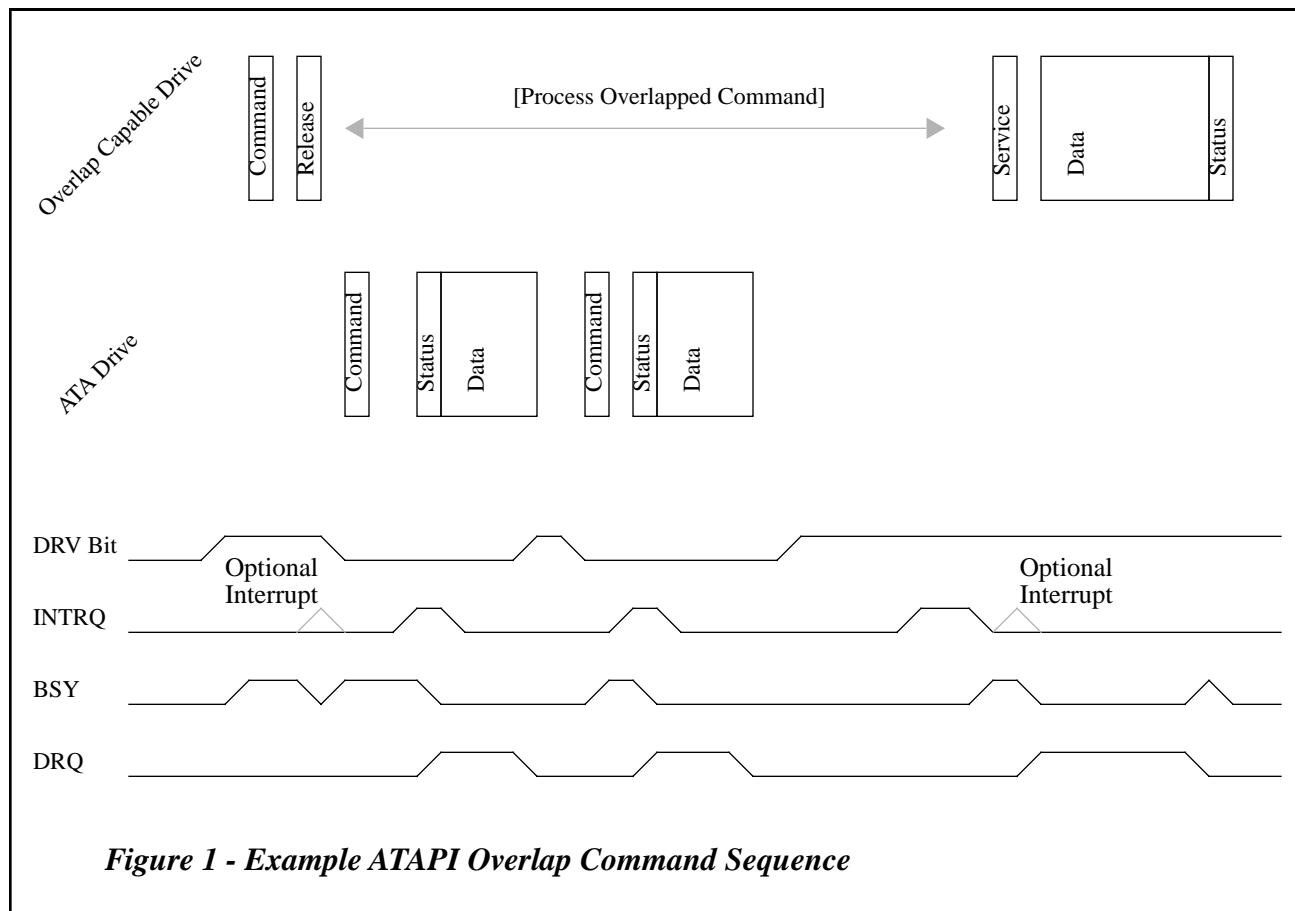 Overlap Capable Drive
Command
Release
[Process Overlapped Command]
Service
Data
Status
ATA Drive
Command
Status
Data
Command
Status
Data
DRV Bit
Optional
Interrupt
Optional
Interrupt
INTRQ
BSY
DRQ
Figure 1 - Example ATAPI Overlap Command Sequence